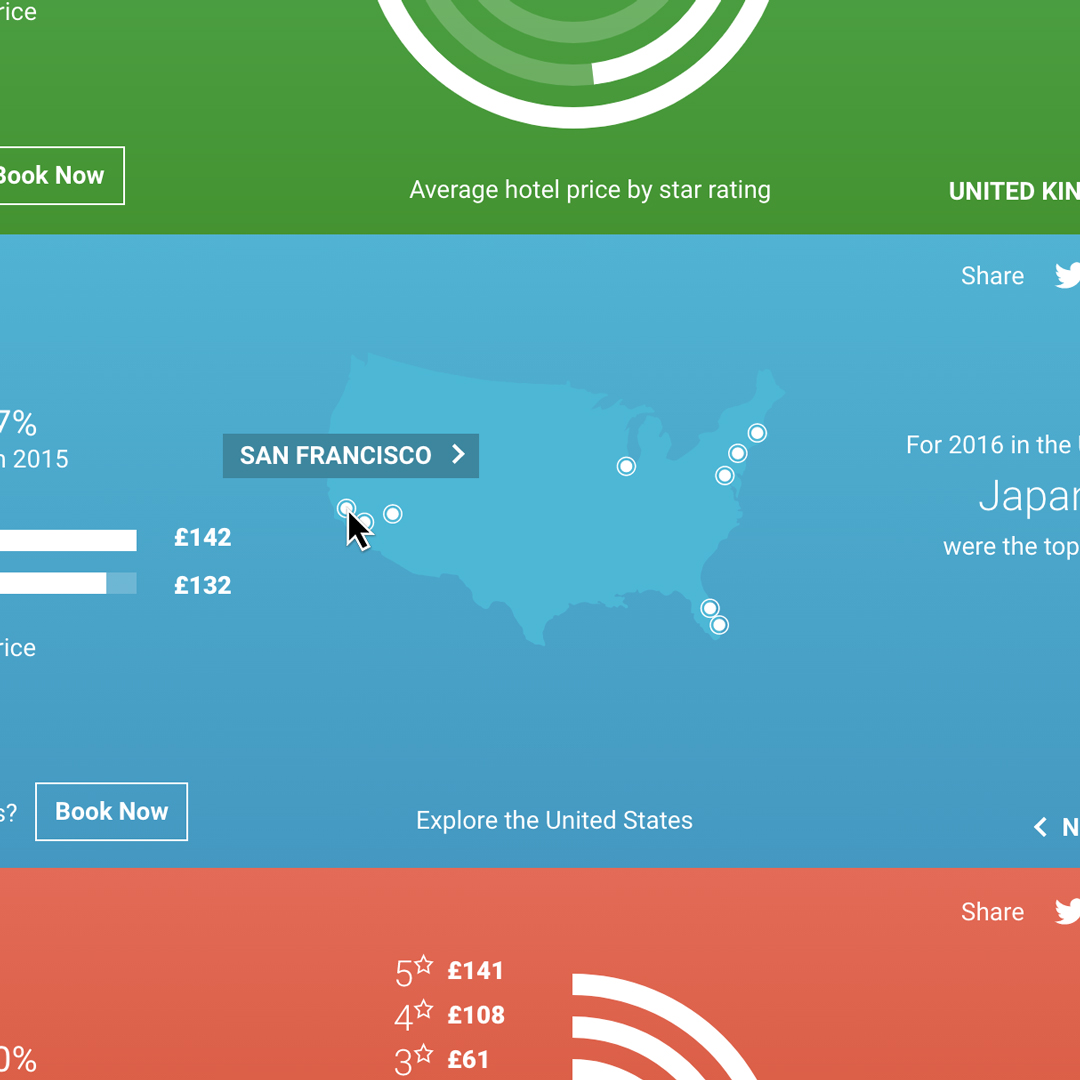 rice
Book Now
Average hotel price by star rating
UNITED KIN
Share
7%
n 2015
SAN FRANCISCO
For 2016 in the
Japan
were the top
£142
£132
rice
s?
Book Now
Explore the United States
N
Share
5 £141
4 £108
3 £61
0%